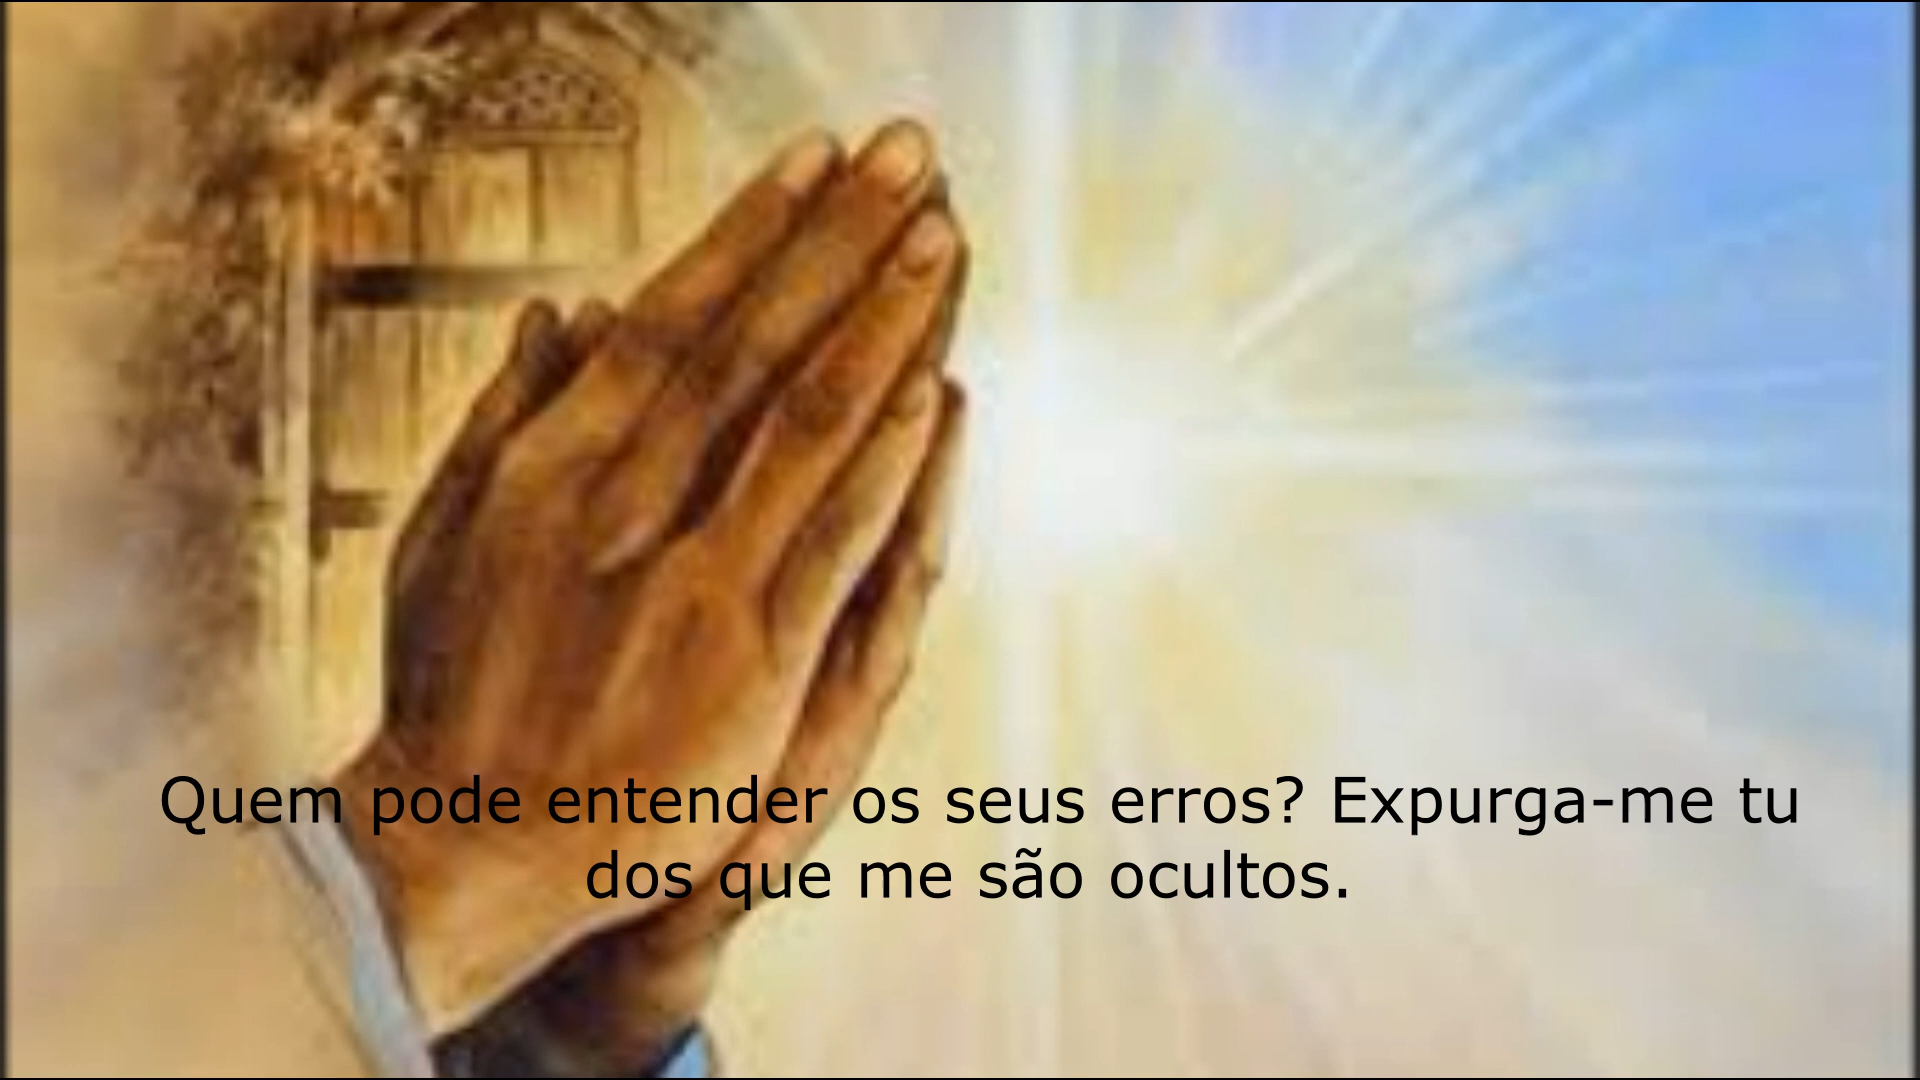 Quem pode entender os seus erros? Expurga-me tu
dos que me são ocultos.